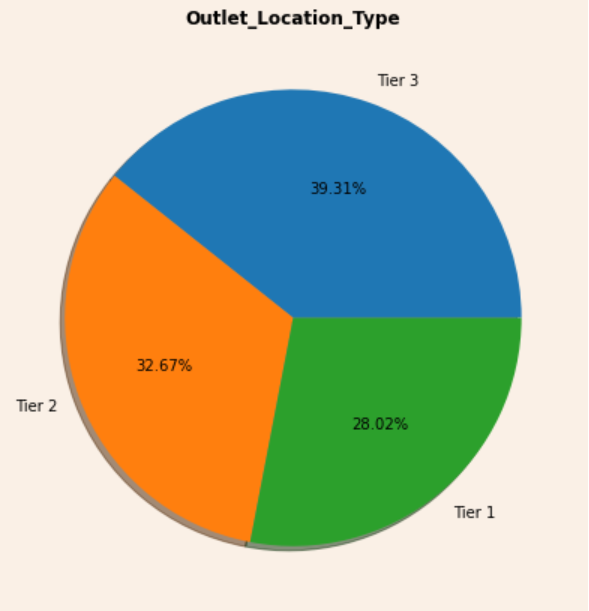 Outlet_Location_Type
Tier 3
39.31%
32.67%
Tier 2
28.02%
Tier 1